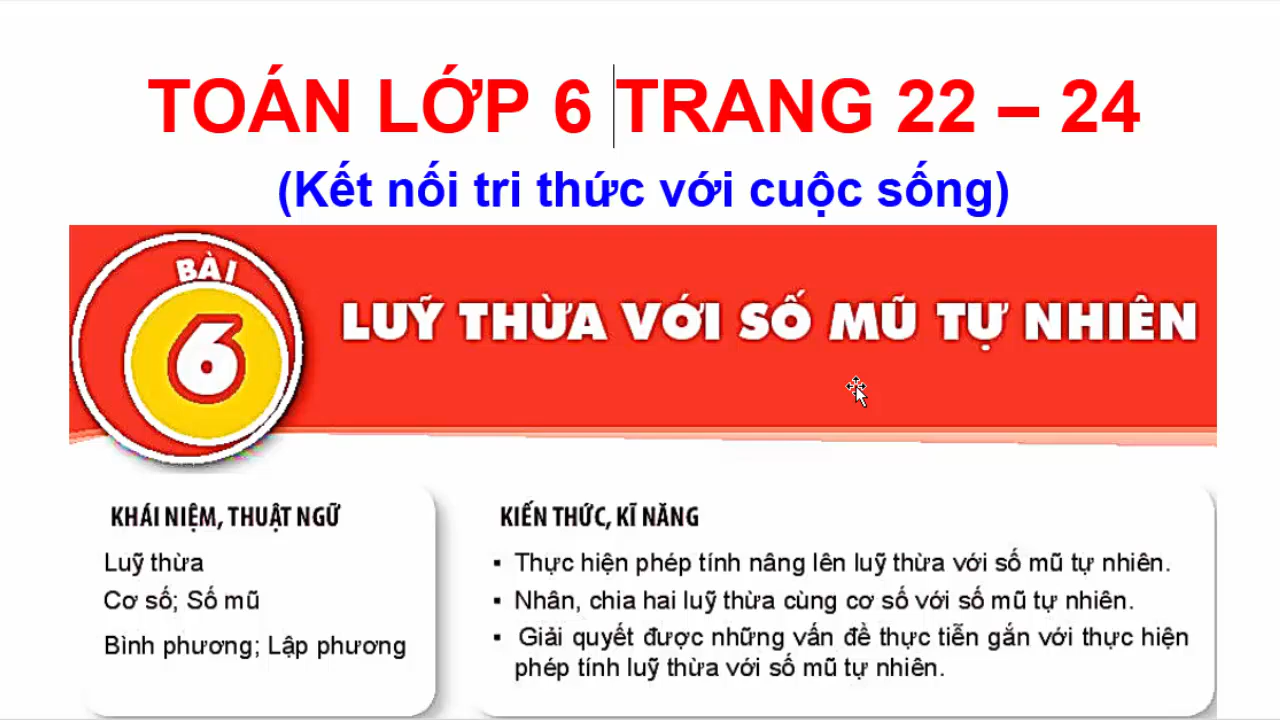 TOÁN LỚP 6 TRANG 22 – 24
(Kết nối tri thức với cuộc sống)
BÀI
6
LUỸ THỪA VỚI SỐ MŨ TỰ NHIÊN
KHÁI NIỆM, THUẬT NGỮ
Luỹ thừa
Cơ số; Số mũ
Bình phương; Lập phương
KIẾN THỨC, KĨ NĂNG
▪ Thực hiện phép tính nâng lên luỹ thừa với số mũ tự nhiên.
▪ Nhân, chia hai luỹ thừa cùng cơ số với số mũ tự nhiên.
▪ Giải quyết được những vấn đề thực tiễn gắn với thực hiện
phép tính luỹ thừa với số mũ tự nhiên.